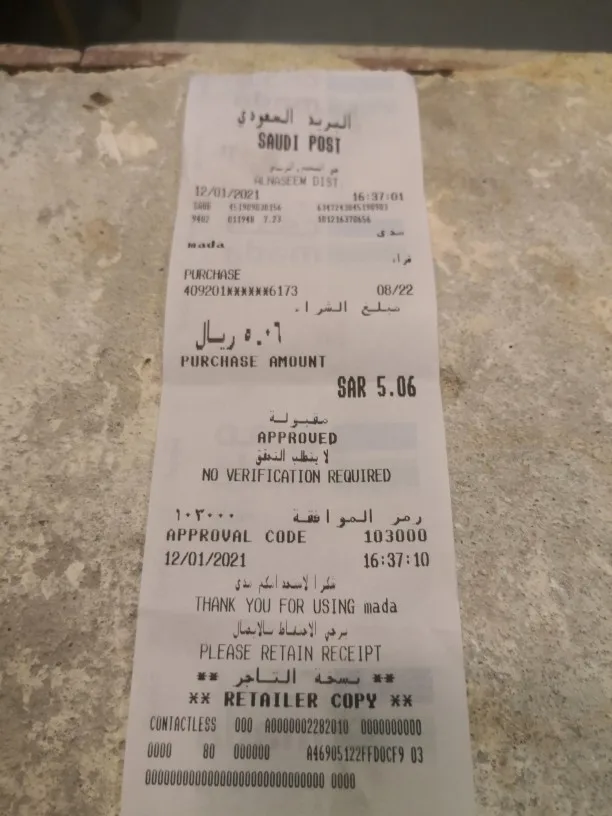 البريد السعودي
SAUDI POST
ALNASEEM DIST
12/01/2021 16:37:01
مدى
mada
شراء
PURCHASE
409201******6173 08/22
مبلغ الشراء
٥.٠٦ ريال
PURCHASE AMOUNT
SAR 5.06
مقبولة
APPROVED
لا يتطلب التحقق
NO VERIFICATION REQUIRED
رمز الموافقة ١٠٣٠٠٠
APPROVAL CODE 103000
12/01/2021 16:37:10
شكرا لاستخدامكم مدى
THANK YOU FOR USING mada
يرجى الاحتفاظ بالايصال
PLEASE RETAIN RECEIPT
** نسخة التاجر **
** RETAILER COPY **
CONTACTLESS 000 A0000002282010 0000000000
0000 80 000000 A46905122FFD0CF9 03